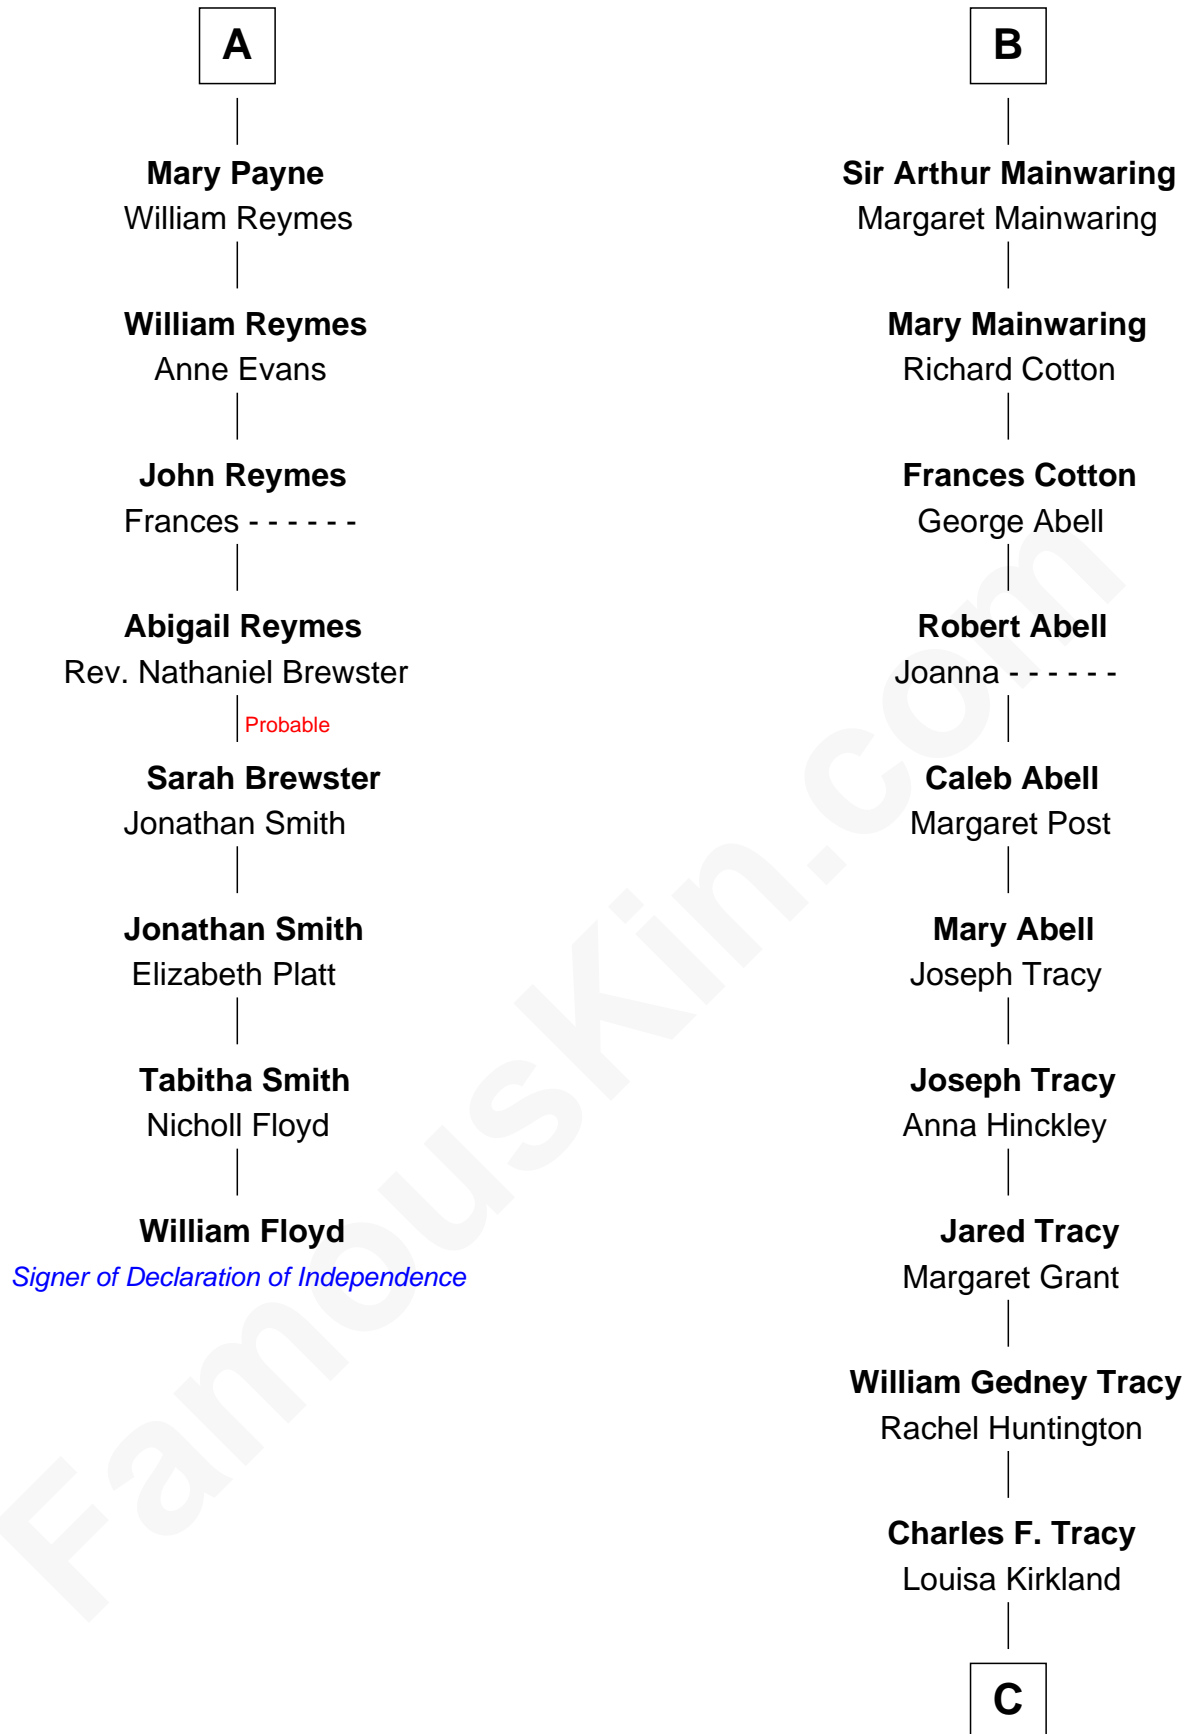 A
Mary Payne
William Reymes
William Reymes
Anne Evans
John Reymes
Frances - - - - - -
Abigail Reymes
Rev. Nathaniel Brewster
Probable
Sarah Brewster
Jonathan Smith
Jonathan Smith
Elizabeth Platt
Tabitha Smith
Nicholl Floyd
William Floyd
Signer of Declaration of Independence
B
Sir Arthur Mainwaring
Margaret Mainwaring
Mary Mainwaring
Richard Cotton
Frances Cotton
George Abell
Robert Abell
Joanna - - - - - -
Caleb Abell
Margaret Post
Mary Abell
Joseph Tracy
Joseph Tracy
Anna Hinckley
Jared Tracy
Margaret Grant
William Gedney Tracy
Rachel Huntington
Charles F. Tracy
Louisa Kirkland
C
FamousKin.com